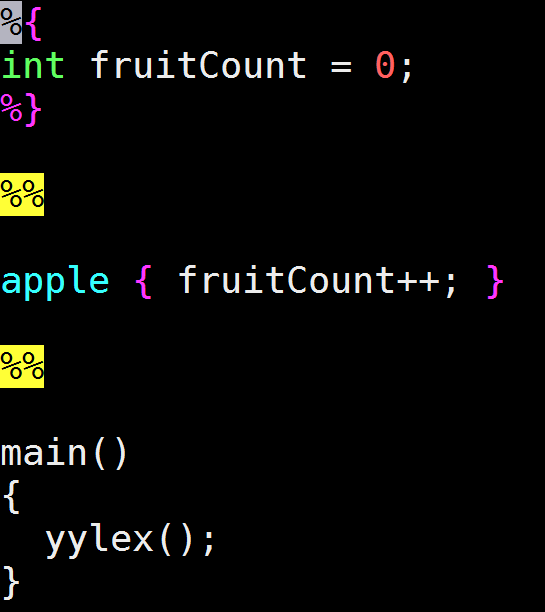 %{
int fruitCount = 0;
%}
%%
apple { fruitCount++; }
%%
main()
{
  yylex();
}